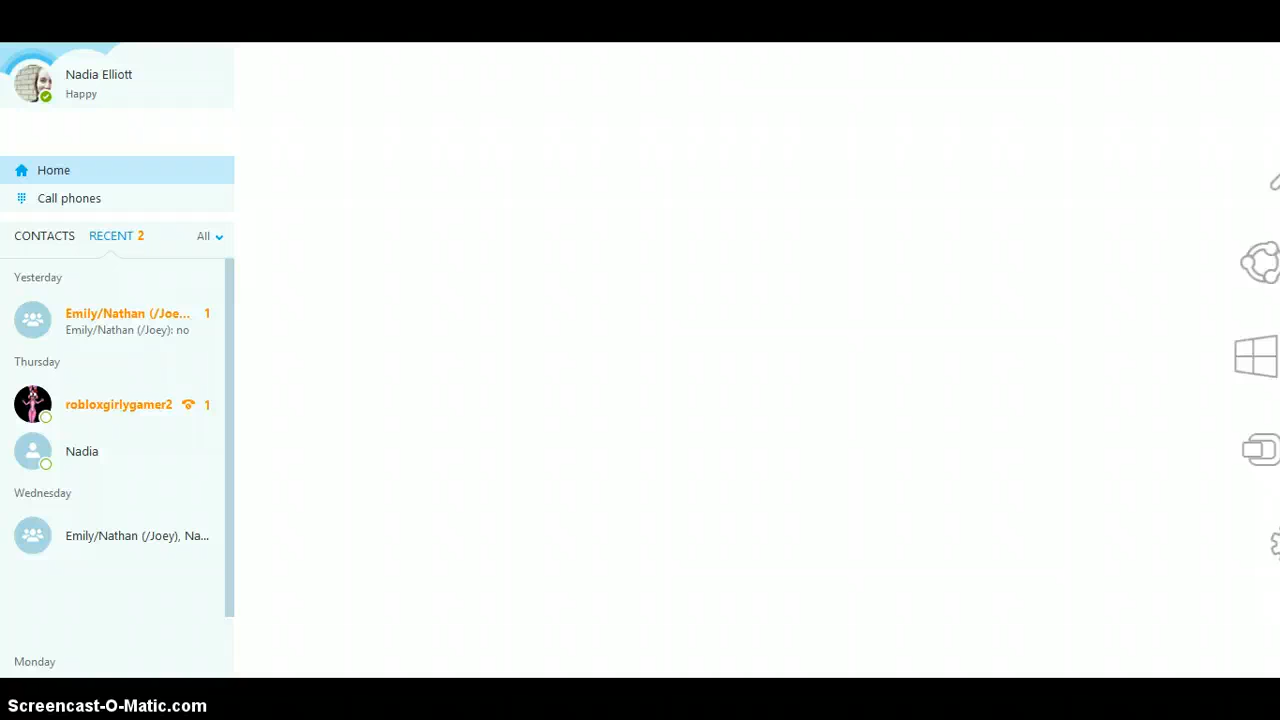 Nadia Elliott
Happy
Home
Call phones
CONTACTS RECENT 2 All
Yesterday
Emily/Nathan (/Joe... 1
Emily/Nathan (/Joey): no
Thursday
robloxgirlygamer2 1
Nadia
Wednesday
Emily/Nathan (/Joey), Na...
Monday
Screencast-O-Matic.com